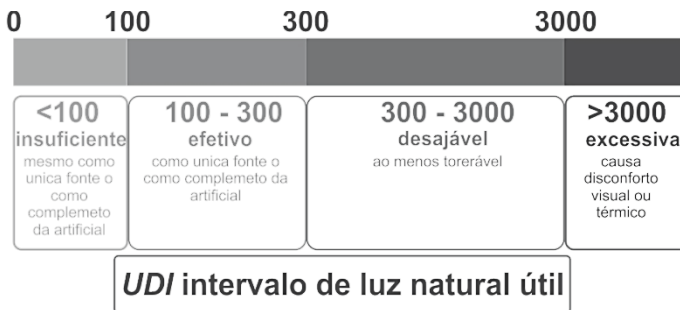 0 100 300 3000
<100
insuficiente
mesmo como
unica fonte o
como
complemeto
da artificial
100 - 300
efetivo
como unica fonte o
como complemeto da
artificial
300 - 3000
desajável
ao menos torerável
>3000
excessiva
causa
disconforto
visual ou
térmico
UDI intervalo de luz natural útil